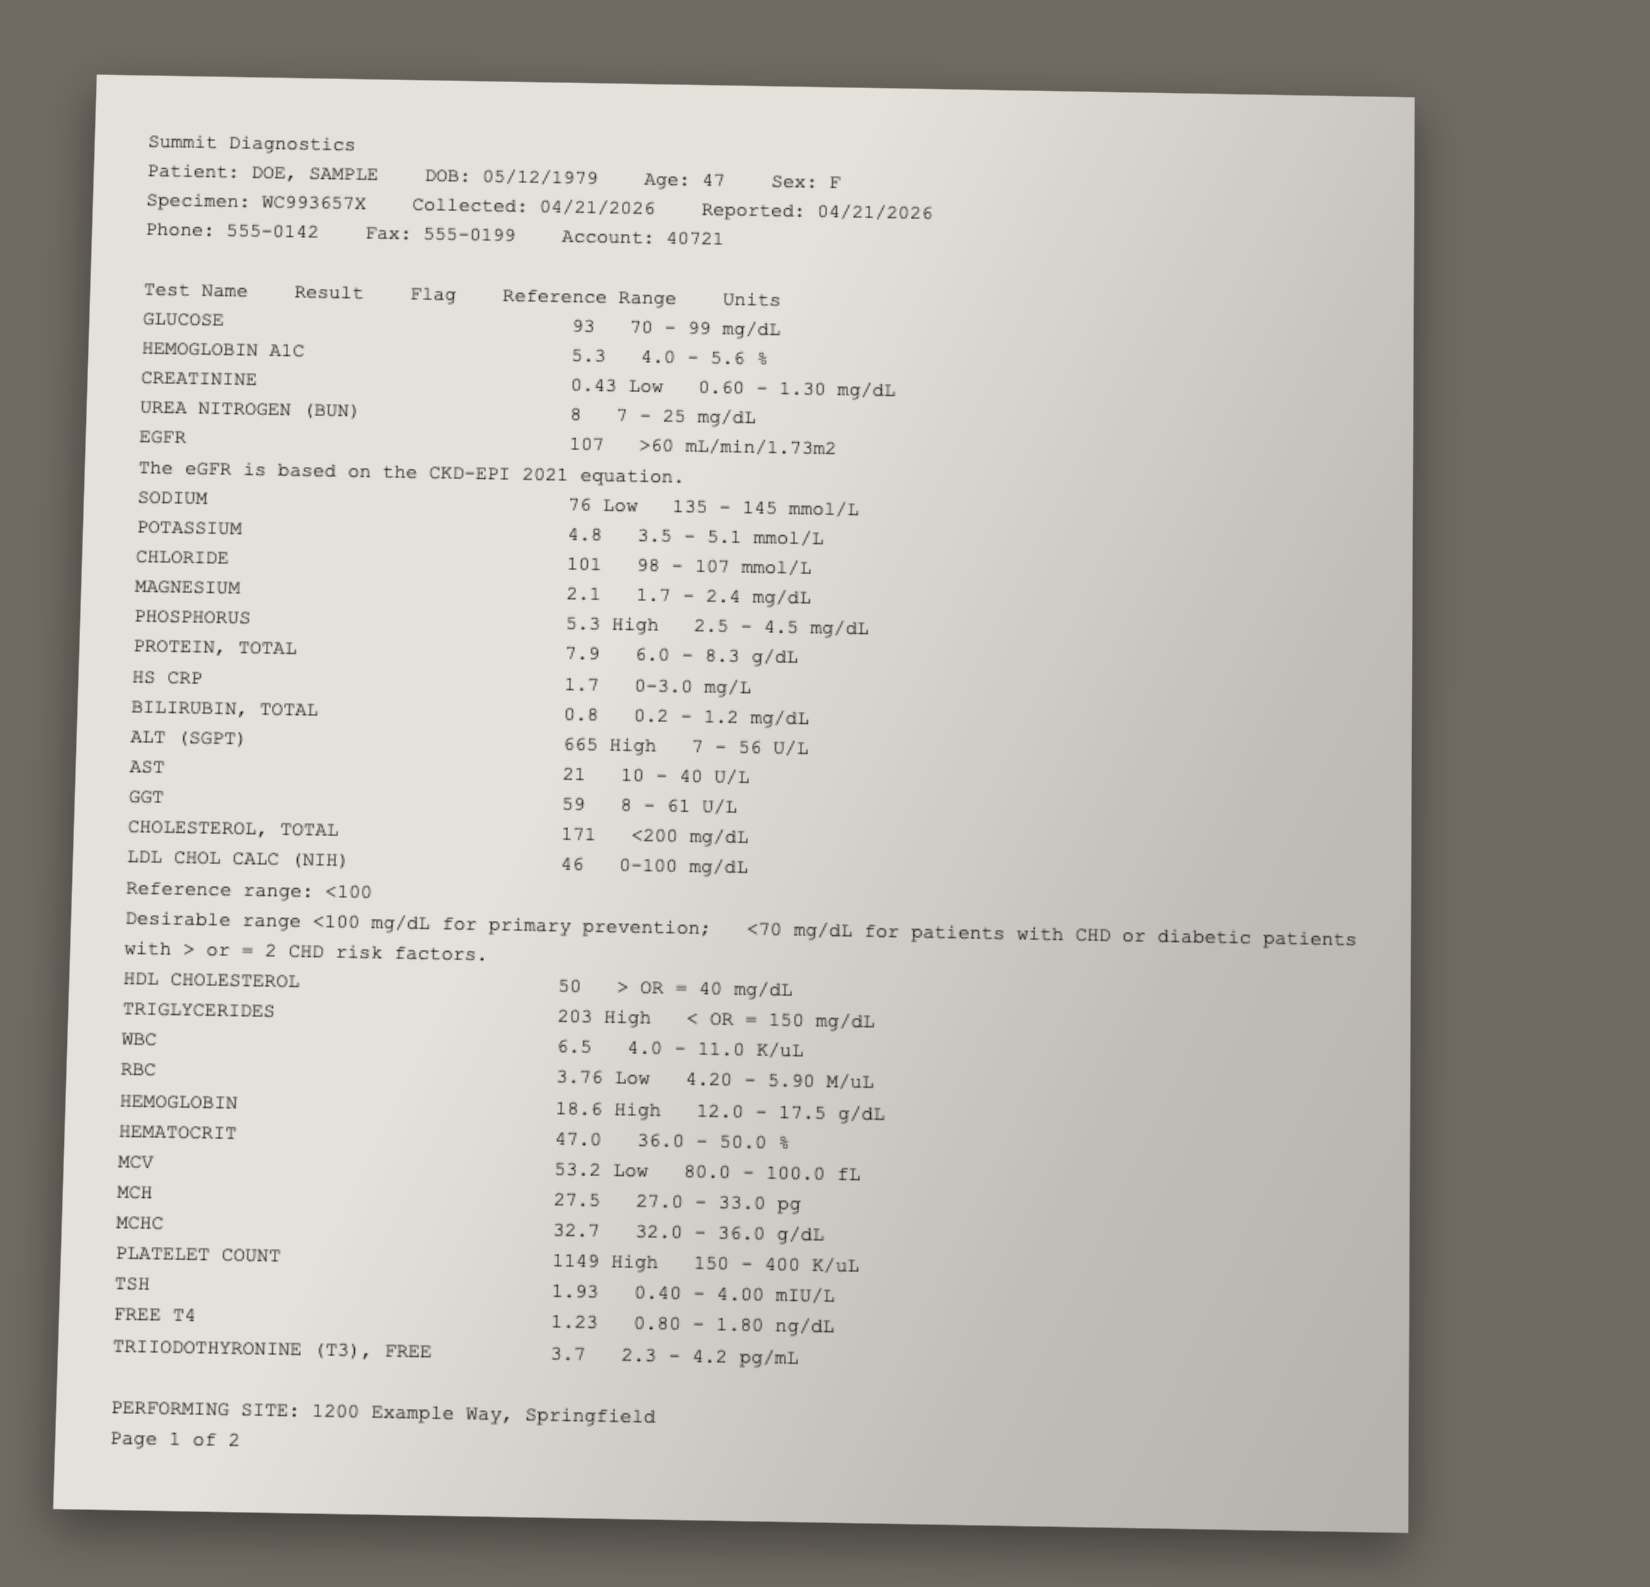 Summit Diagnostics
Patient: DOE, SAMPLE    DOB: 05/12/1979    Age: 47    Sex: F
Specimen: WC993657X    Collected: 04/21/2026    Reported: 04/21/2026
Phone: 555-0142    Fax: 555-0199    Account: 40721

Test Name    Result    Flag    Reference Range    Units
GLUCOSE    93   70 - 99 mg/dL
HEMOGLOBIN A1C    5.3   4.0 - 5.6 %
CREATININE    0.43 Low   0.60 - 1.30 mg/dL
UREA NITROGEN (BUN)    8   7 - 25 mg/dL
EGFR    107   >60 mL/min/1.73m2
The eGFR is based on the CKD-EPI 2021 equation.
SODIUM    76 Low   135 - 145 mmol/L
POTASSIUM    4.8   3.5 - 5.1 mmol/L
CHLORIDE    101   98 - 107 mmol/L
MAGNESIUM    2.1   1.7 - 2.4 mg/dL
PHOSPHORUS    5.3 High   2.5 - 4.5 mg/dL
PROTEIN, TOTAL    7.9   6.0 - 8.3 g/dL
HS CRP    1.7   0-3.0 mg/L
BILIRUBIN, TOTAL    0.8   0.2 - 1.2 mg/dL
ALT (SGPT)    665 High   7 - 56 U/L
AST    21   10 - 40 U/L
GGT    59   8 - 61 U/L
CHOLESTEROL, TOTAL    171   <200 mg/dL
LDL CHOL CALC (NIH)    46   0-100 mg/dL
Reference range: <100
Desirable range <100 mg/dL for primary prevention;   <70 mg/dL for patients with CHD or diabetic patients
with > or = 2 CHD risk factors.
HDL CHOLESTEROL    50   > OR = 40 mg/dL
TRIGLYCERIDES    203 High   < OR = 150 mg/dL
WBC    6.5   4.0 - 11.0 K/uL
RBC    3.76 Low   4.20 - 5.90 M/uL
HEMOGLOBIN    18.6 High   12.0 - 17.5 g/dL
HEMATOCRIT    47.0   36.0 - 50.0 %
MCV    53.2 Low   80.0 - 100.0 fL
MCH    27.5   27.0 - 33.0 pg
MCHC    32.7   32.0 - 36.0 g/dL
PLATELET COUNT    1149 High   150 - 400 K/uL
TSH    1.93   0.40 - 4.00 mIU/L
FREE T4    1.23   0.80 - 1.80 ng/dL
TRIIODOTHYRONINE (T3), FREE    3.7   2.3 - 4.2 pg/mL

PERFORMING SITE: 1200 Example Way, Springfield
Page 1 of 2